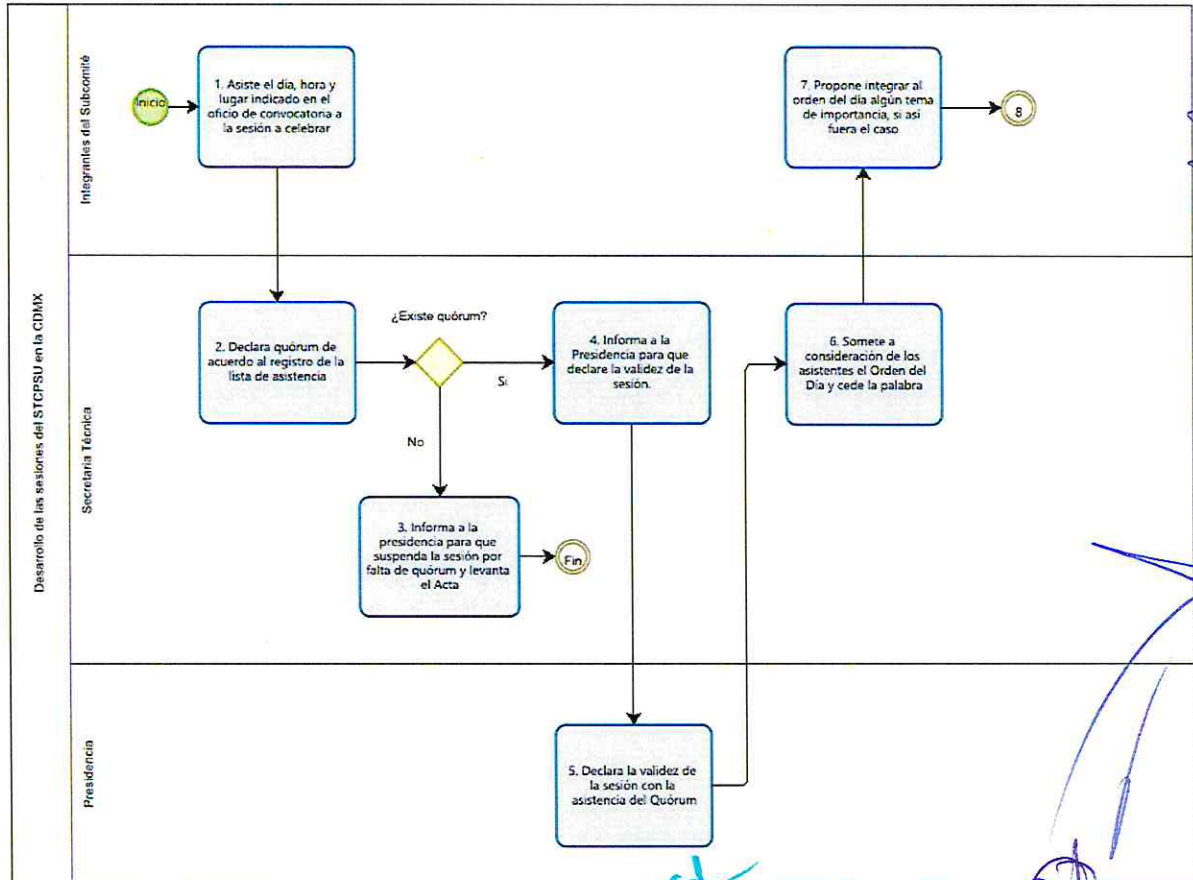 Desarrollo de las sesiones del STCPSU en la CDMX
Integrantes del Subcomité
Inicio
1. Asiste el día, hora y
lugar indicado en el
oficio de convocatoria a
la sesión a celebrar
7. Propone integrar al
orden del día algún tema
de importancia, si así
fuera el caso
8
Secretaría Técnica
2. Declara quórum de
acuerdo al registro de la
lista de asistencia
¿Existe quórum?
Sí
No
4. Informa a la
Presidencia para que
declare la validez de la
sesión.
6. Somete a
consideración de los
asistentes el Orden del
Día y cede la palabra
3. Informa a la
presidencia para que
suspenda la sesión por
falta de quórum y levanta
el Acta
Fin
Presidencia
5. Declara la validez de
la sesión con la
asistencia del Quórum